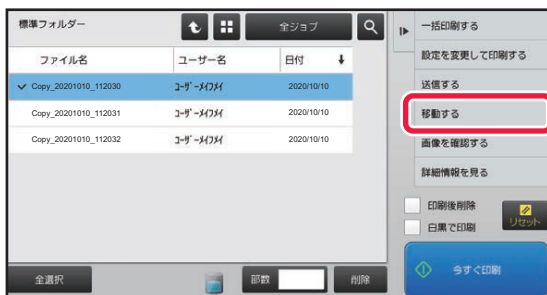 標準フォルダー
全ジョブ
ファイル名 ユーザー名 日付
Copy_20201010_112030 ユーザーメイフメイ 2020/10/10
Copy_20201010_112031 ユーザーメイフメイ 2020/10/10
Copy_20201010_112032 ユーザーメイフメイ 2020/10/10
全選択 部数 削除
一括印刷する
設定を変更して印刷する
送信する
移動する
画像を確認する
詳細情報を見る
印刷後削除
白黒で印刷
リセット
今すぐ印刷